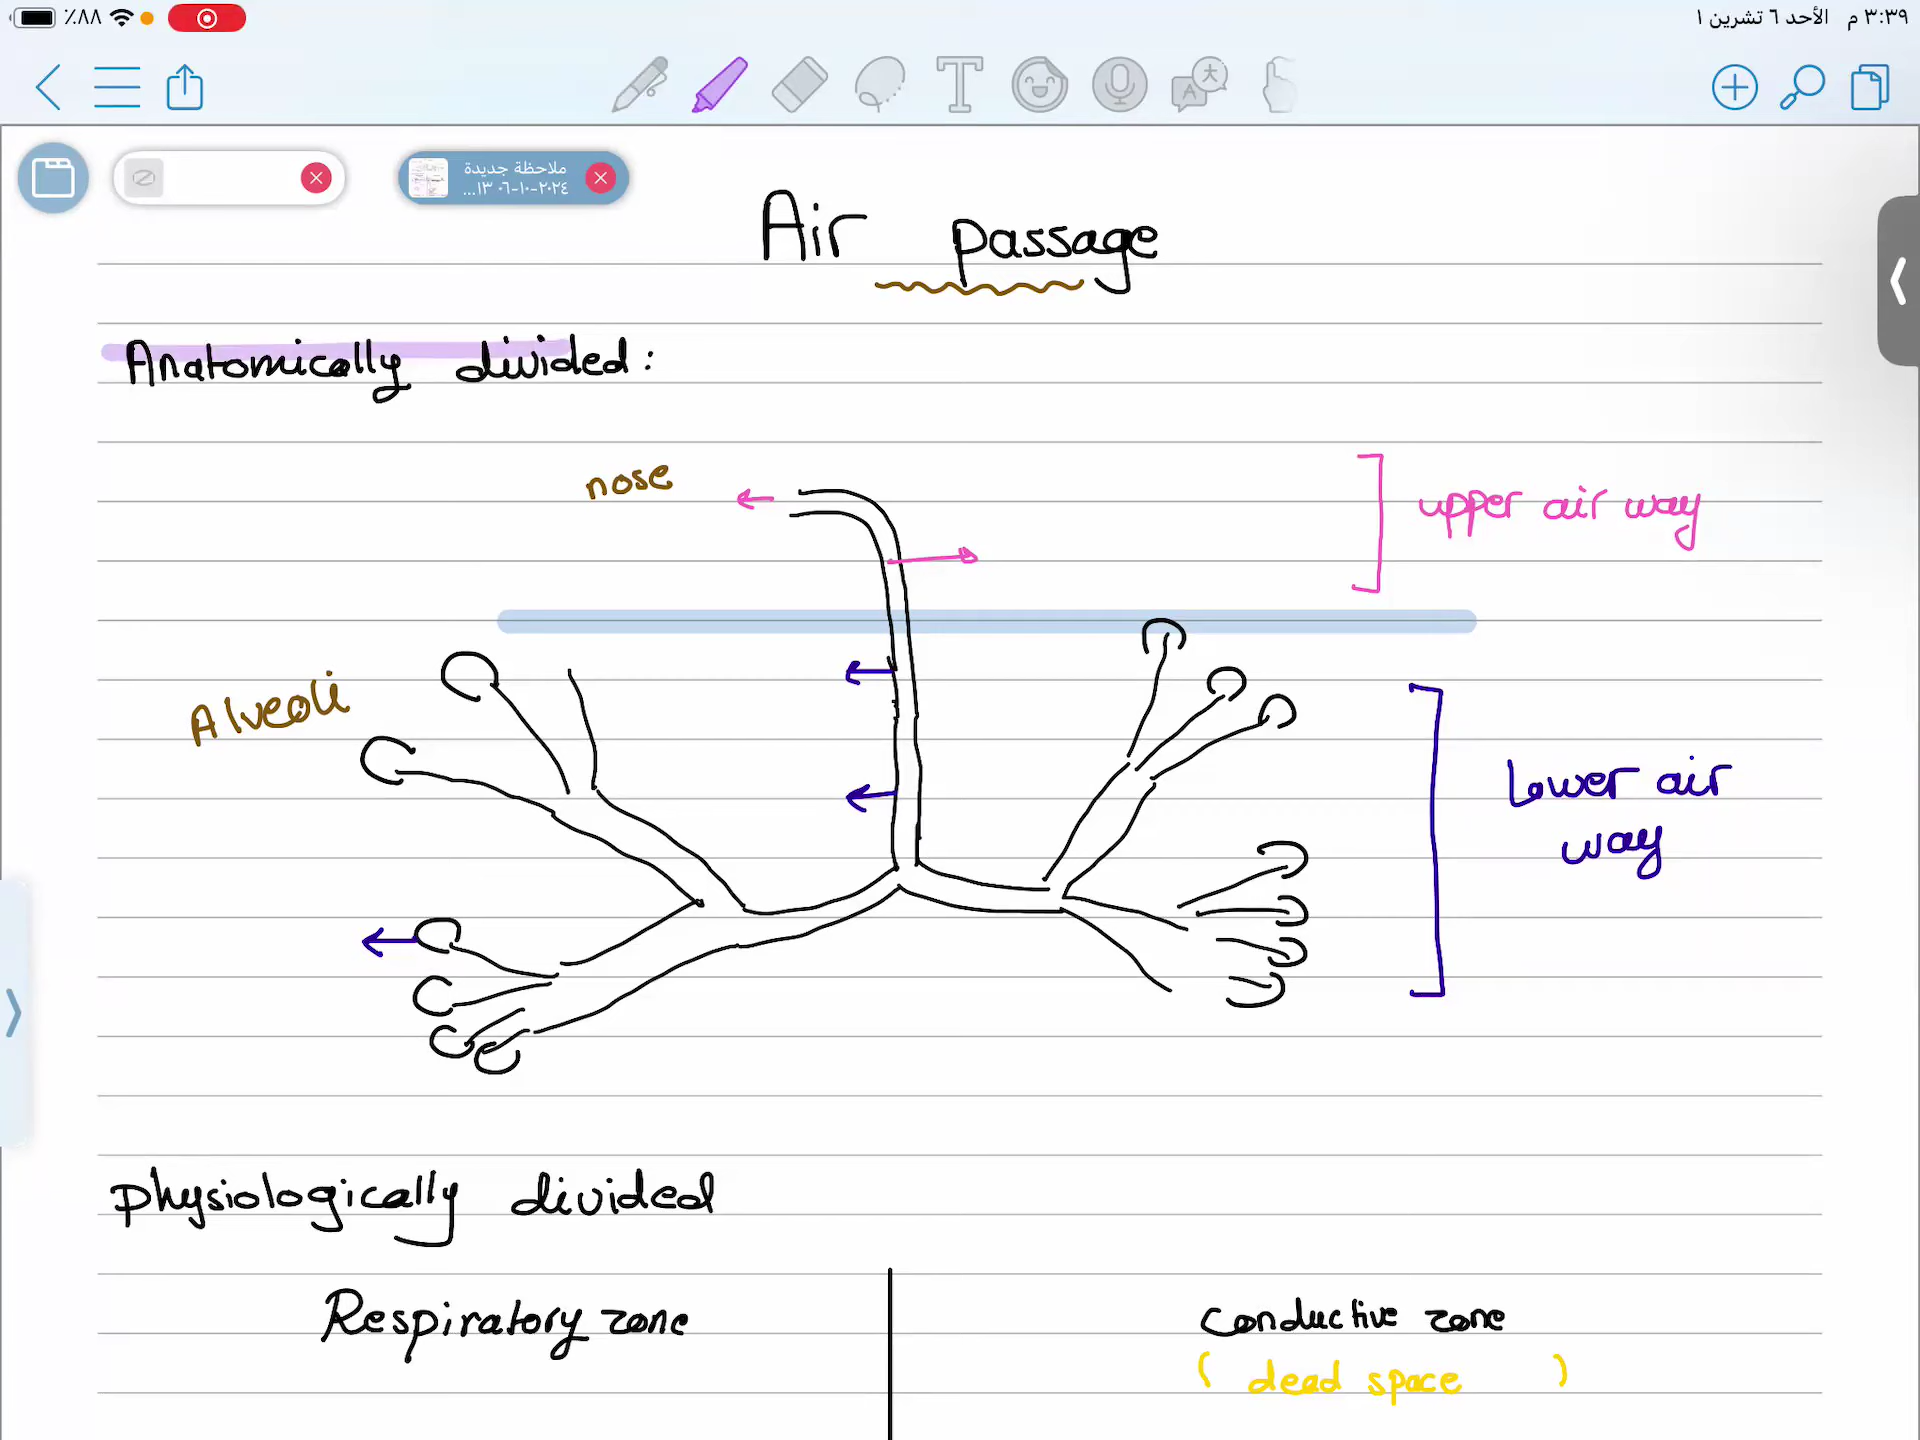 ٪٨٨
٣:٣٩ م الأحد ٦ تشرين ١
ملاحظة جديدة
٢٠٢٤-١٠-٠٦ ١٣...
Air passage
Anatomically divided:
nose
upper air way
Alveoli
Lower air
way
physiologically divided
Respiratory zone
conductive zone
( dead space )